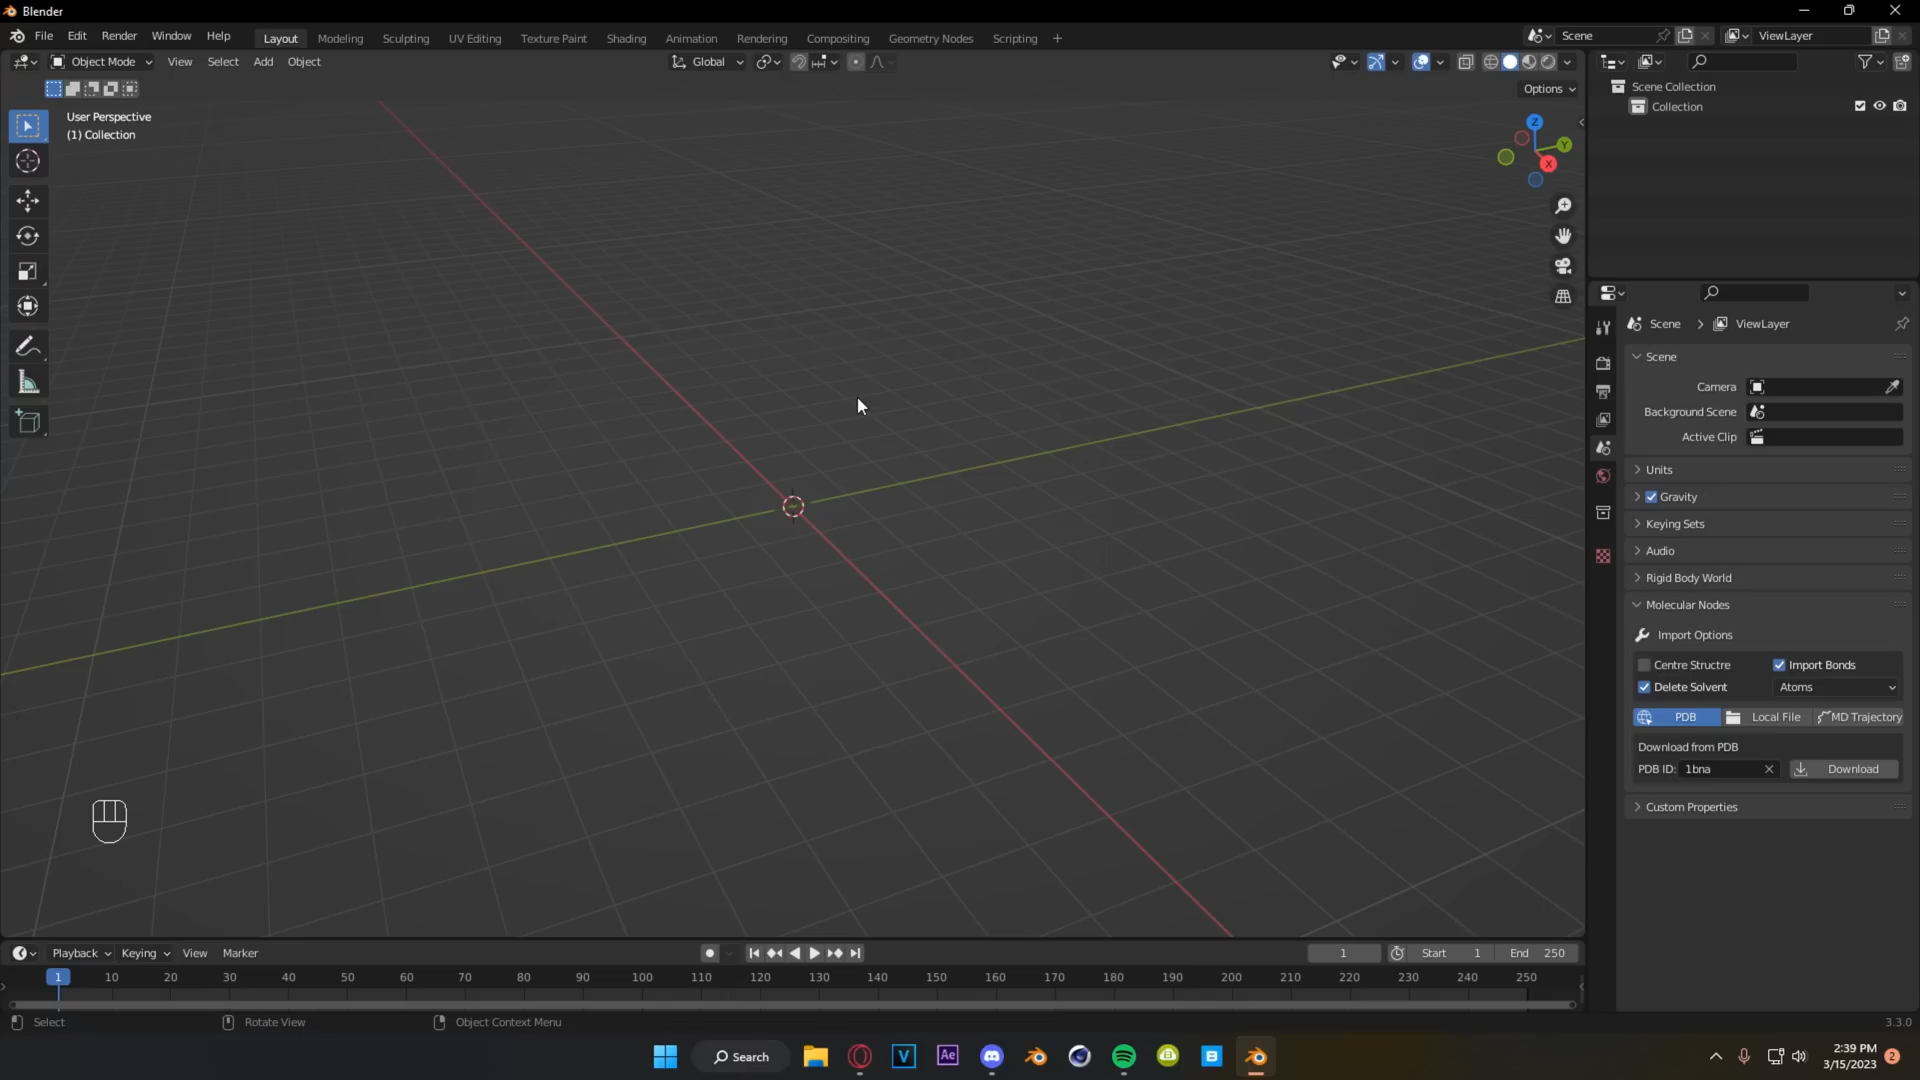 Blender
File Edit Render Window Help
Layout Modeling Sculpting UV Editing Texture Paint Shading Animation Rendering Compositing Geometry Nodes Scripting +
Scene
ViewLayer
Object Mode View Select Add Object
Global
Options
User Perspective
(1) Collection
Z
Y
X
Scene Collection
Collection
Scene > ViewLayer
Scene
Camera
Background Scene
Active Clip
Units
Gravity
Keying Sets
Audio
Rigid Body World
Molecular Nodes
Import Options
Centre Structre Import Bonds
Delete Solvent Atoms
PDB Local File MD Trajectory
Download from PDB
PDB ID: 1bna Download
Custom Properties
Playback Keying View Marker
1 Start 1 End 250
1 10 20 30 40 50 60 70 80 90 100 110 120 130 140 150 160 170 180 190 200 210 220 230 240 250
Select Rotate View Object Context Menu
3.3.0
Search
V
Ae
B
2:39 PM
3/15/2023
2